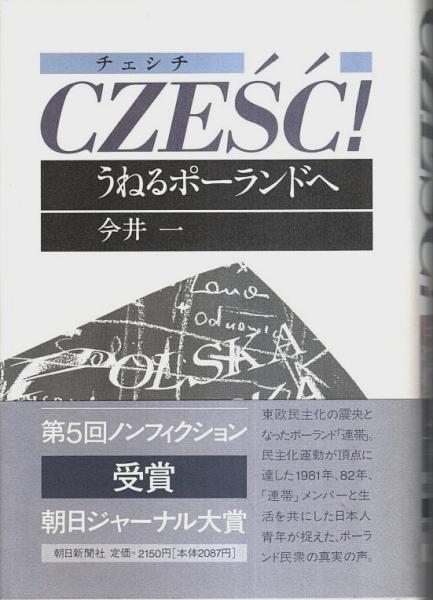 チェシチ
CZEŚĆ!
うねるポーランドへ
今井 一
Lana
odnowic
POLSKA
第5回ノンフィクション
受賞
朝日ジャーナル大賞
朝日新聞社 定価=2150円[本体2087円]
東欧民主化の震央と
なったポーランド「連帯」。
民主化運動が頂点に
達した1981年、82年、
「連帯」メンバーと生
活を共にした日本人
青年が捉えた、ポーラ
ンド民衆の真実の声。